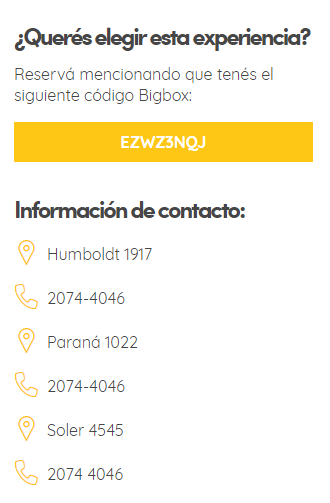 ¿Querés elegir esta experiencia?
Reservá mencionando que tenés el
siguiente código Bigbox:
EZWZ3NQJ
Información de contacto:
Humboldt 1917
2074-4046
Paraná 1022
2074-4046
Soler 4545
2074 4046